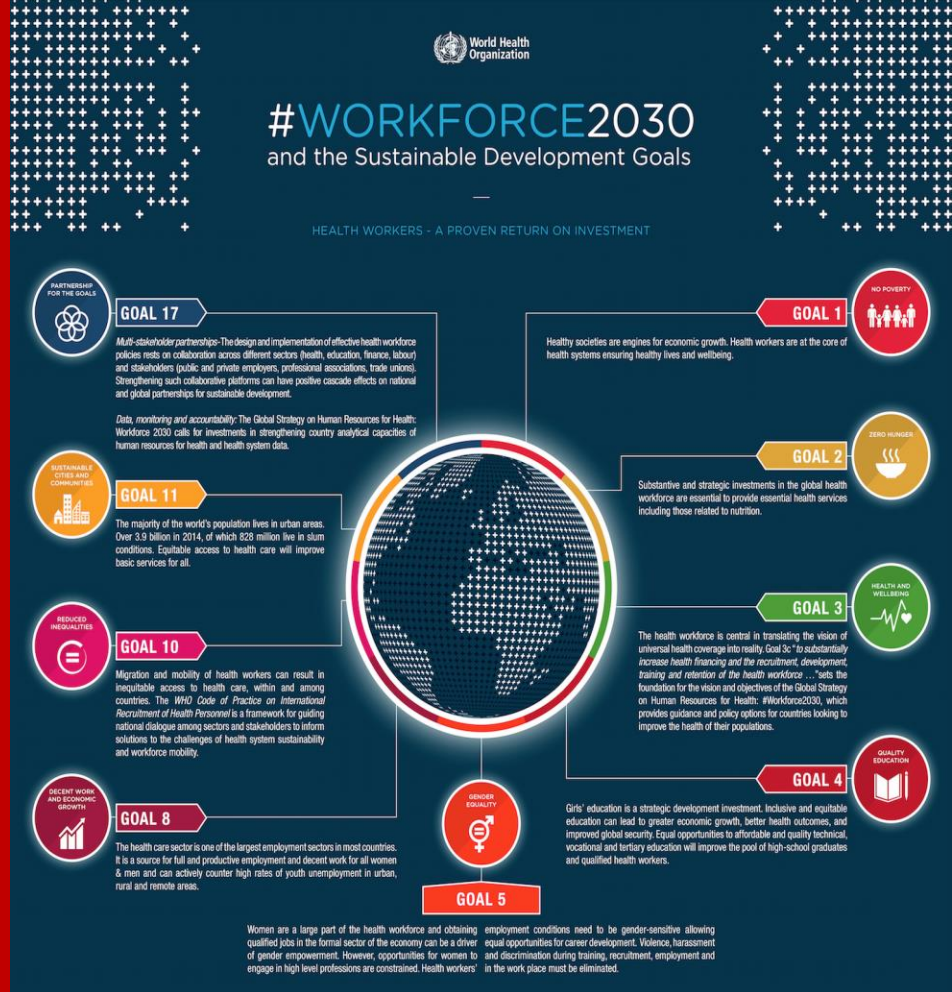 World Health
Organization
#WORKFORCE2030
and the Sustainable Development Goals
HEALTH WORKERS - A PROVEN RETURN ON INVESTMENT
PARTNERSHIP
FOR THE GOALS
GOAL 17
Multi-stakeholder partnerships-The design and implementation of effective health workforce
policies rests on collaboration across different sectors (health, education, finance, labour)
and stakeholders (public and private employers, professional associations, trade unions).
Strengthening such collaborative platforms can have positive cascade effects on national
and global partnerships for sustainable development.
Data, monitoring and accountability: The Global Strategy on Human Resources for Health:
Workforce 2030 calls for investments in strengthening country analytical capacities of
human resources for health and health system data.
NO POVERTY
GOAL 1
Healthy societies are engines for economic growth. Health workers are at the core of
health systems ensuring healthy lives and wellbeing.
SUSTAINABLE
CITIES AND
COMMUNITIES
GOAL 11
The majority of the world's population lives in urban areas.
Over 3.9 billion in 2014, of which 828 million live in slum
conditions. Equitable access to health care will improve
basic services for all.
ZERO HUNGER
GOAL 2
Substantive and strategic investments in the global health
workforce are essential to provide essential health services
including those related to nutrition.
REDUCED
INEQUALITIES
GOAL 10
Migration and mobility of health workers can result in
inequitable access to health care, within and among
countries. The WHO Code of Practice on International
Recruitment of Health Personnel is a framework for guiding
national dialogue among sectors and stakeholders to inform
solutions to the challenges of health system sustainability
and workforce mobility.
HEALTH AND
WELLBEING
GOAL 3
The health workforce is central in translating the vision of
universal health coverage into reality. Goal 3c "to substantially
increase health financing and the recruitment, development,
training and retention of the health workforce ..."sets the
foundation for the vision and objectives of the Global Strategy
on Human Resources for Health: #Workforce2030, which
provides guidance and policy options for countries looking to
improve the health of their populations.
DECENT WORK
AND ECONOMIC
GROWTH
GOAL 8
The health care sector is one of the largest employment sectors in most countries.
It is a source for full and productive employment and decent work for all women
& men and can actively counter high rates of youth unemployment in urban,
rural and remote areas.
QUALITY
EDUCATION
GOAL 4
Girls' education is a strategic development investment. Inclusive and equitable
education can lead to greater economic growth, better health outcomes, and
improved global security. Equal opportunities to affordable and quality technical,
vocational and tertiary education will improve the pool of high-school graduates
and qualified health workers.
GENDER
EQUALITY
GOAL 5
Women are a large part of the health workforce and obtaining
qualified jobs in the formal sector of the economy can be a driver
of gender empowerment. However, opportunities for women to
engage in high level professions are constrained. Health workers'
employment conditions need to be gender-sensitive allowing
equal opportunities for career development. Violence, harassment
and discrimination during training, recruitment, employment and
in the work place must be eliminated.